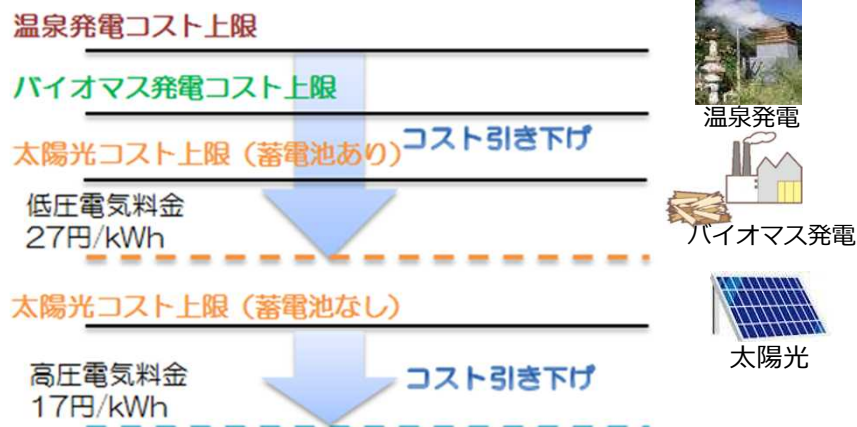 温泉発電コスト上限
バイオマス発電コスト上限
コスト引き下げ
太陽光コスト上限（蓄電池あり）
低圧電気料金
27円/kWh
太陽光コスト上限（蓄電池なし）
高圧電気料金
17円/kWh
コスト引き下げ
温泉発電
バイオマス発電
太陽光